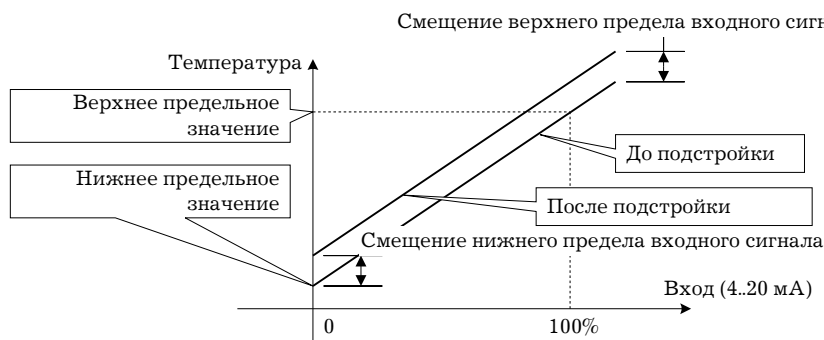 Смещение верхнего предела входного сигн
Температура
Верхнее предельное
значение
До подстройки
Нижнее предельное
значение
После подстройки
Смещение нижнего предела входного сигнала
Вход (4..20 мА)
0
100%